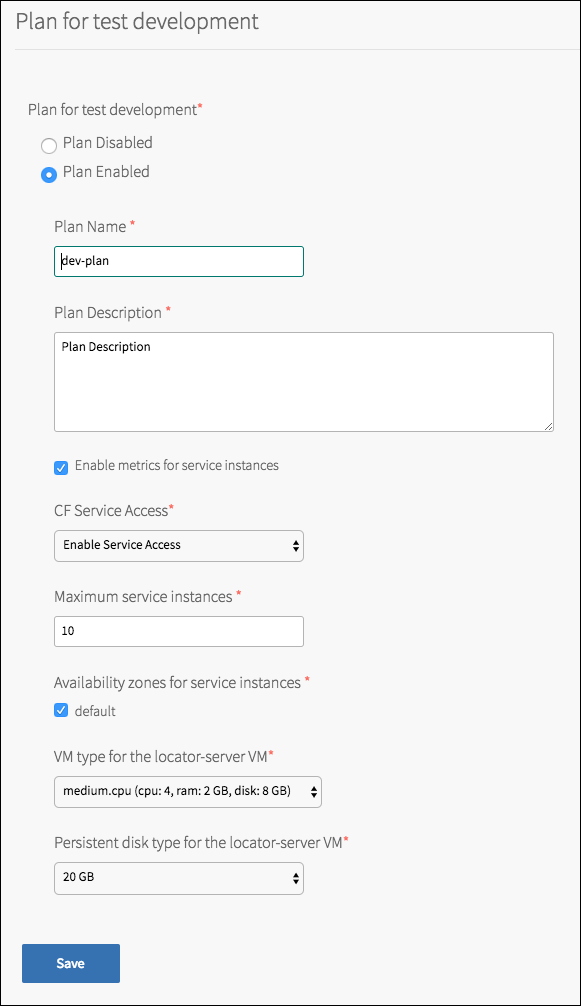 Plan for test development
Plan for test development*
Plan Disabled
Plan Enabled
Plan Name *
dev-plan
Plan Description *
Plan Description
Enable metrics for service instances
CF Service Access*
Enable Service Access
Maximum service instances *
10
Availability zones for service instances *
default
VM type for the locator-server VM*
medium.cpu (cpu: 4, ram: 2 GB, disk: 8 GB)
Persistent disk type for the locator-server VM*
20 GB
Save